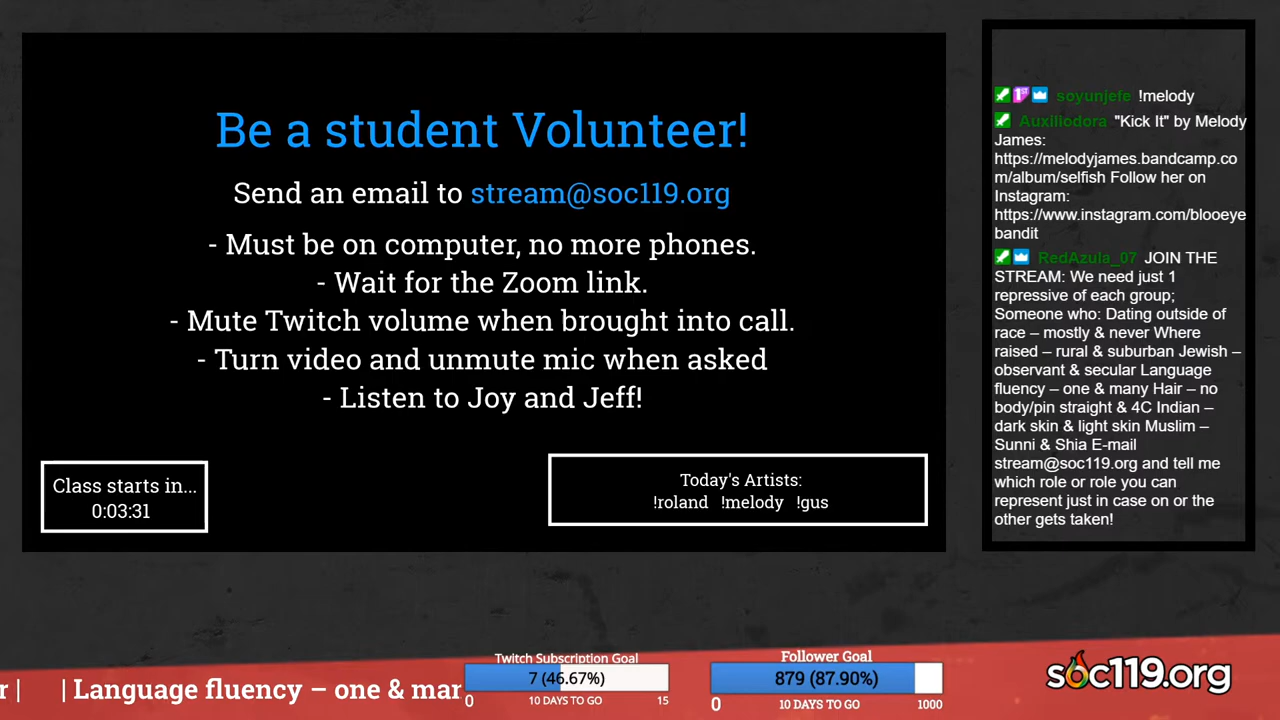 Be a student Volunteer!
Send an email to stream@soc119.org
- Must be on computer, no more phones.
- Wait for the Zoom link.
- Mute Twitch volume when brought into call.
- Turn video and unmute mic when asked
- Listen to Joy and Jeff!
Class starts in...
0:03:31
Today's Artists:
!roland !melody !gus
soyunjefe !melody
Auxiliodora "Kick It" by Melody
James:
https://melodyjames.bandcamp.co
m/album/selfish Follow her on
Instagram:
https://www.instagram.com/blooeye
bandit
RedAzula_07 JOIN THE
STREAM: We need just 1
repressive of each group;
Someone who: Dating outside of
race – mostly & never Where
raised – rural & suburban Jewish –
observant & secular Language
fluency – one & many Hair – no
body/pin straight & 4C Indian –
dark skin & light skin Muslim –
Sunni & Shia E-mail
stream@soc119.org and tell me
which role or role you can
represent just in case on or the
other gets taken!
r | | Language fluency – one & mar
Twitch Subscription Goal
7 (46.67%)
0 10 DAYS TO GO 15
Follower Goal
879 (87.90%)
0 10 DAYS TO GO 1000
soc119.org